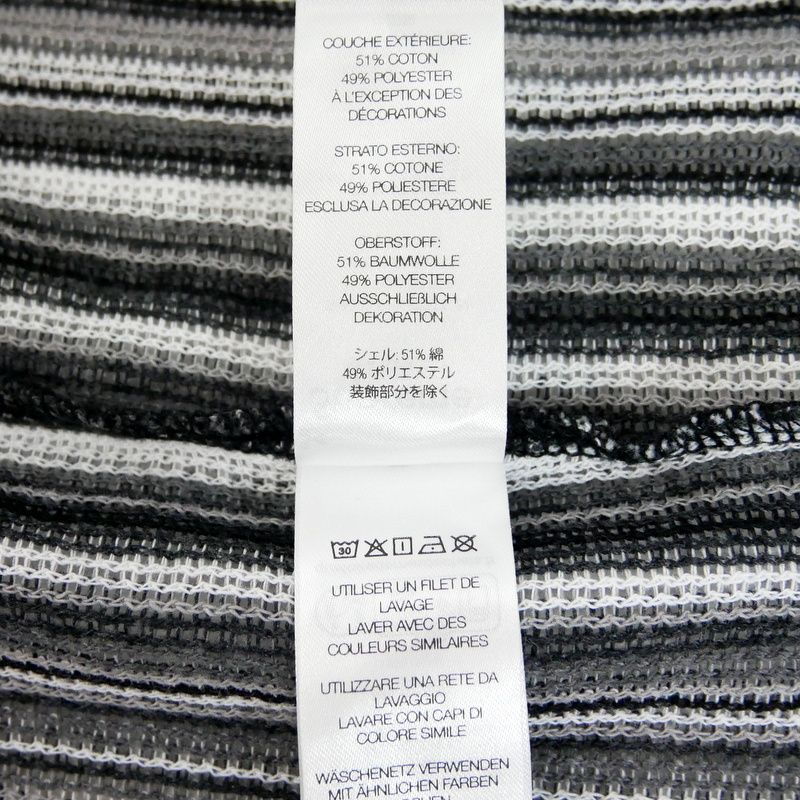 COUCHE EXTÉRIEURE:
51% COTON
49% POLYESTER
À L'EXCEPTION DES
DÉCORATIONS
STRATO ESTERNO:
51% COTONE
49% POLIESTERE
ESCLUSA LA DECORAZIONE
OBERSTOFF:
51% BAUMWOLLE
49% POLYESTER
AUSSCHLIEßLICH
DEKORATION
シェル: 51% 綿
49% ポリエステル
装飾部分を除く
30
UTILISER UN FILET DE
LAVAGE
LAVER AVEC DES
COULEURS SIMILAIRES
UTILIZZARE UNA RETE DA
LAVAGGIO
LAVARE CON CAPI DI
COLORE SIMILE
WÄSCHENETZ VERWENDEN
MIT ÄHNLICHEN FARBEN